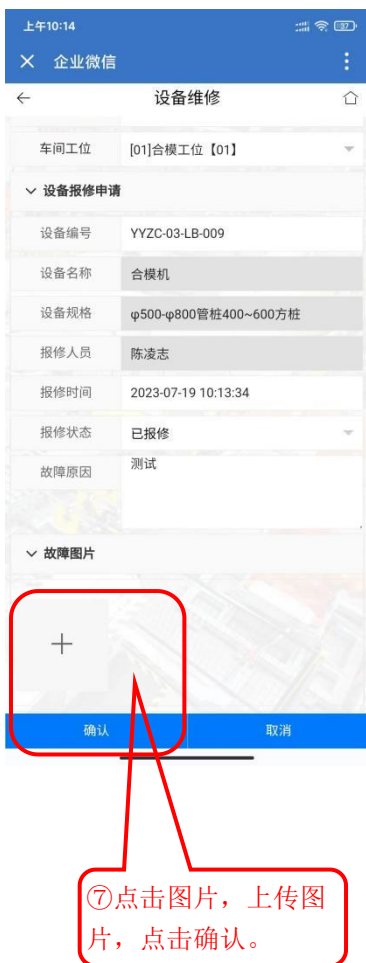 上午10:14
37
企业微信
设备维修
车间工位 [01]合模工位【01】
设备报修申请
设备编号 YYZC-03-LB-009
设备名称 合模机
设备规格 φ500-φ800管桩400~600方桩
报修人员 陈凌志
报修时间 2023-07-19 10:13:34
报修状态 已报修
故障原因 测试
故障图片
确认 取消
⑦点击图片，上传图
片，点击确认。